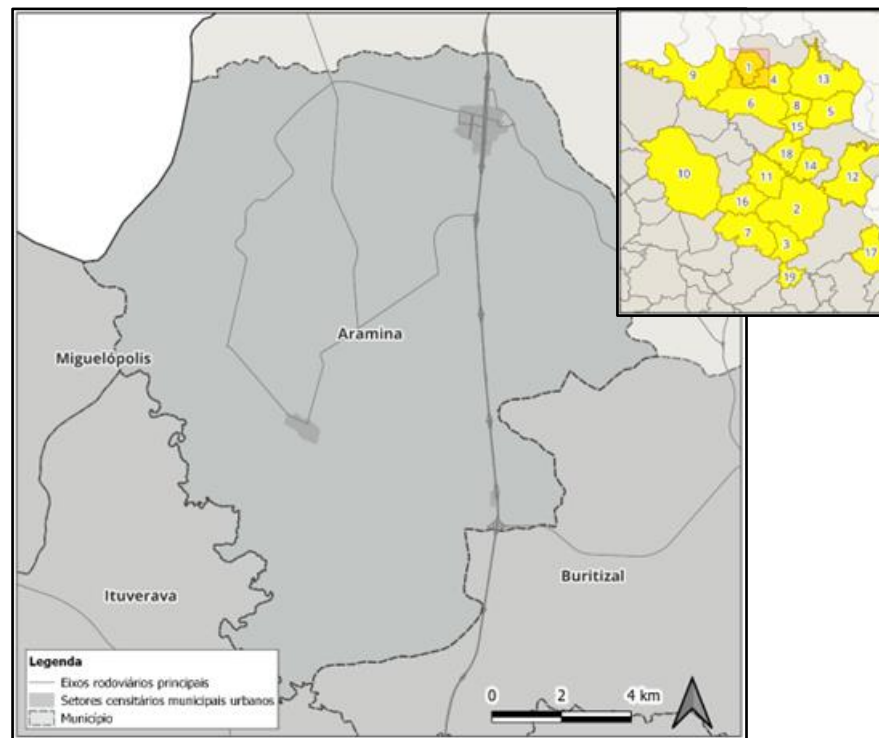 Aramina
Miguelópolis
Ituverava
Buritizal
Legenda
Eixos rodoviários principais
Setores censitários municipais urbanos
Município
0 2 4 km
1
9
4
13
6
8
5
15
18
14
12
10
11
16
2
7
3
17
19